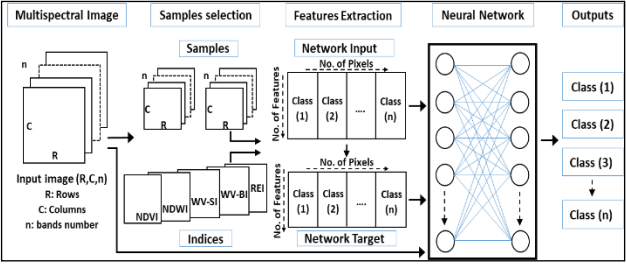 Multispectral Image
Samples selection
Features Extraction
Neural Network
Outputs
n
C
R
Input image (R,C,n)
R: Rows
C: Columns
n: bands number
Samples
n
C
R
R
NDVI
NDWI
WV-SI
WV-BI
REI
Indices
Network Input
No. of Pixels
No. of Features
Class
(1)
Class
(2)
....
Class
(n)
No. of Pixels
No. of Features
Class
(1)
Class
(2)
....
Class
(n)
Network Target
Class (1)
Class (2)
Class (3)
Class (n)